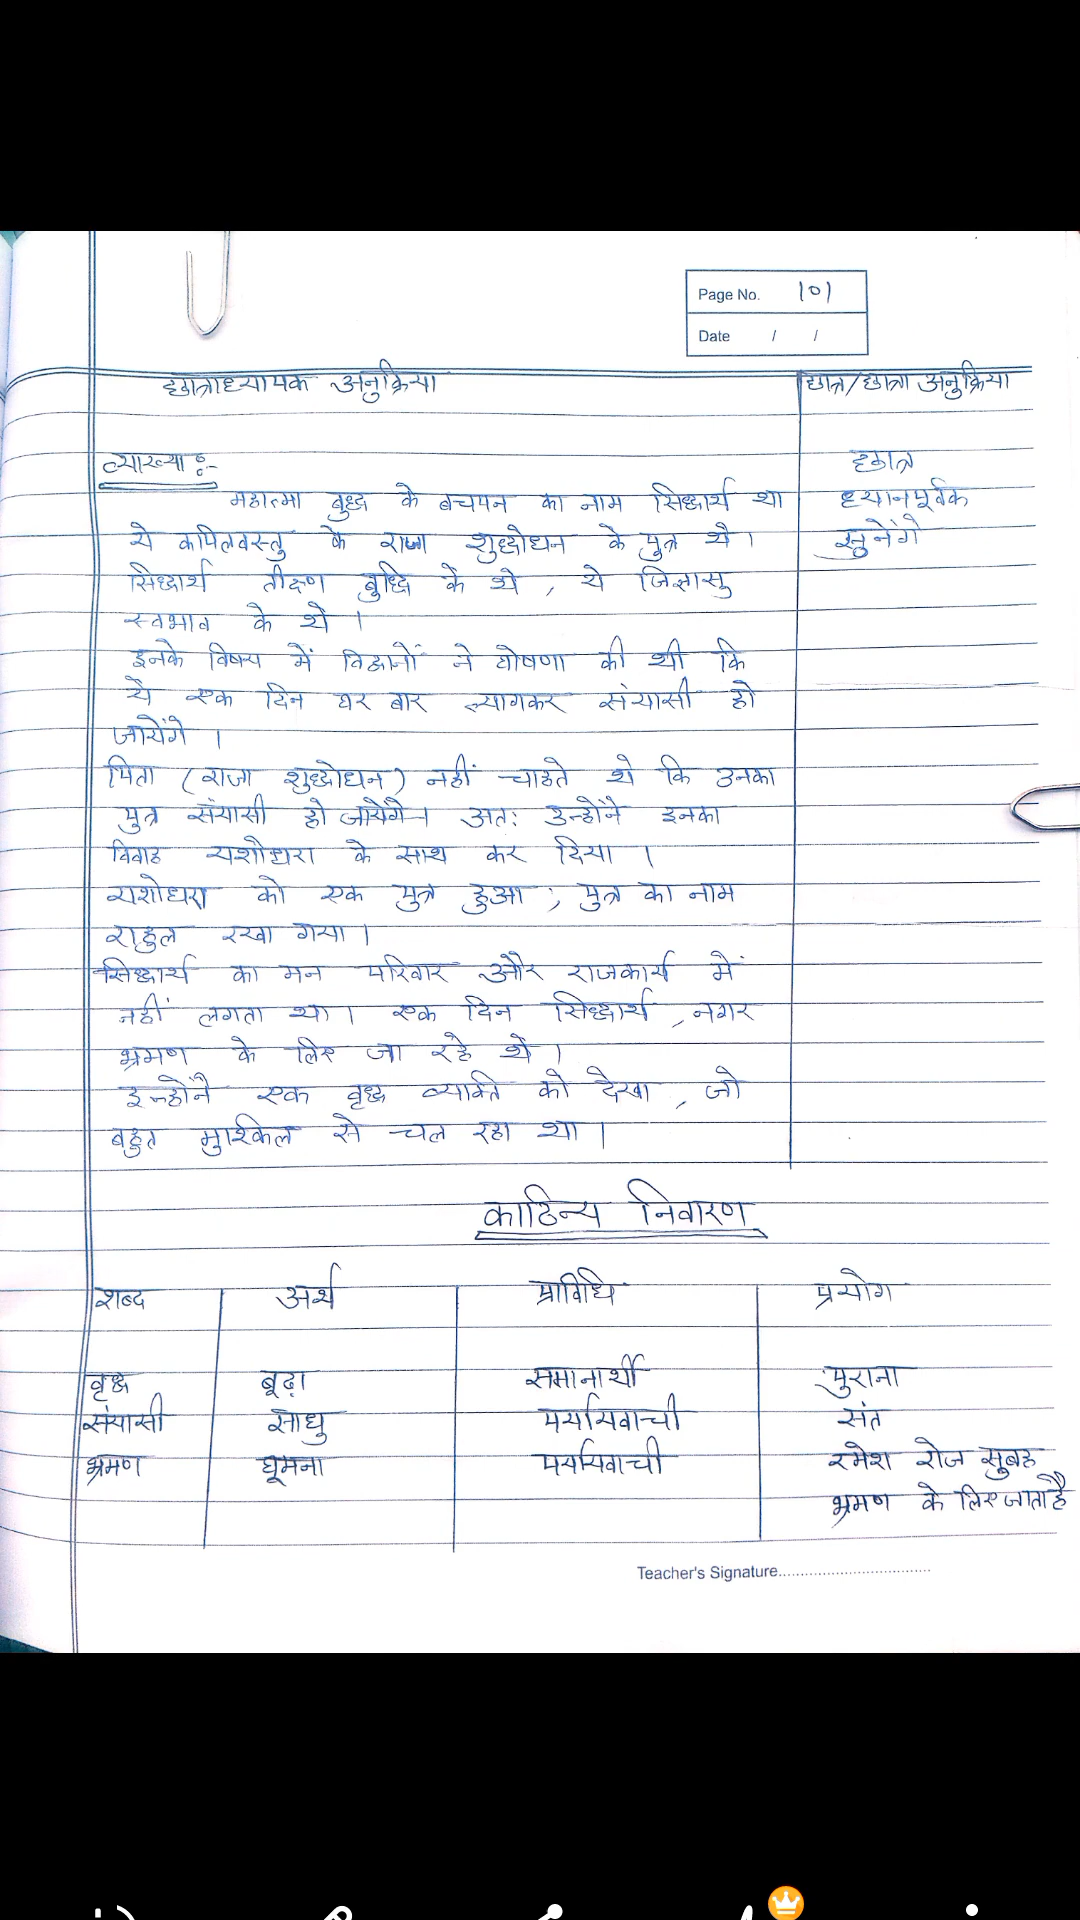 Page No. 101
Date / /
छात्राध्यापक अनुक्रिया
छात्र/छात्रा अनुक्रिया
व्याख्या :-
छात्र
महात्मा बुद्ध के बचपन का नाम सिद्धार्थ था
ध्यानपूर्वक
ये कपिलवस्तु के राजा शुद्धोधन के पुत्र थे।
सुनेंगे
सिद्धार्थ तीक्ष्ण बुद्धि के थे, ये जिज्ञासु
स्वभाव के थे।
इनके विषय में विद्वानों ने घोषणा की थी कि
ये एक दिन घर बार त्यागकर संयासी हो
जायेंगे।
पिता (राजा शुद्धोधन) नहीं चाहते थे कि उनका
पुत्र संयासी हो जायेंगे। अतः उन्होंने इनका
विवाह यशोधरा के साथ कर दिया।
यशोधरा को एक पुत्र हुआ, पुत्र का नाम
राहुल रखा गया।
सिद्धार्थ का मन परिवार और राजकार्य में
नहीं लगता था। एक दिन सिद्धार्थ, नगर
भ्रमण के लिए जा रहे थे।
इन्होंने एक वृद्ध व्यक्ति को देखा, जो
बहुत मुश्किल से चल रहा था।
काठिन्य निवारण
शब्द अर्थ प्राविधि प्रयोग
वृद्ध बूढ़ा समानार्थी पुराना
संयासी साधु पर्यायवाची संत
भ्रमण घूमना पर्यायवाची रमेश रोज सुबह
भ्रमण के लिए जाता है
Teacher's Signature